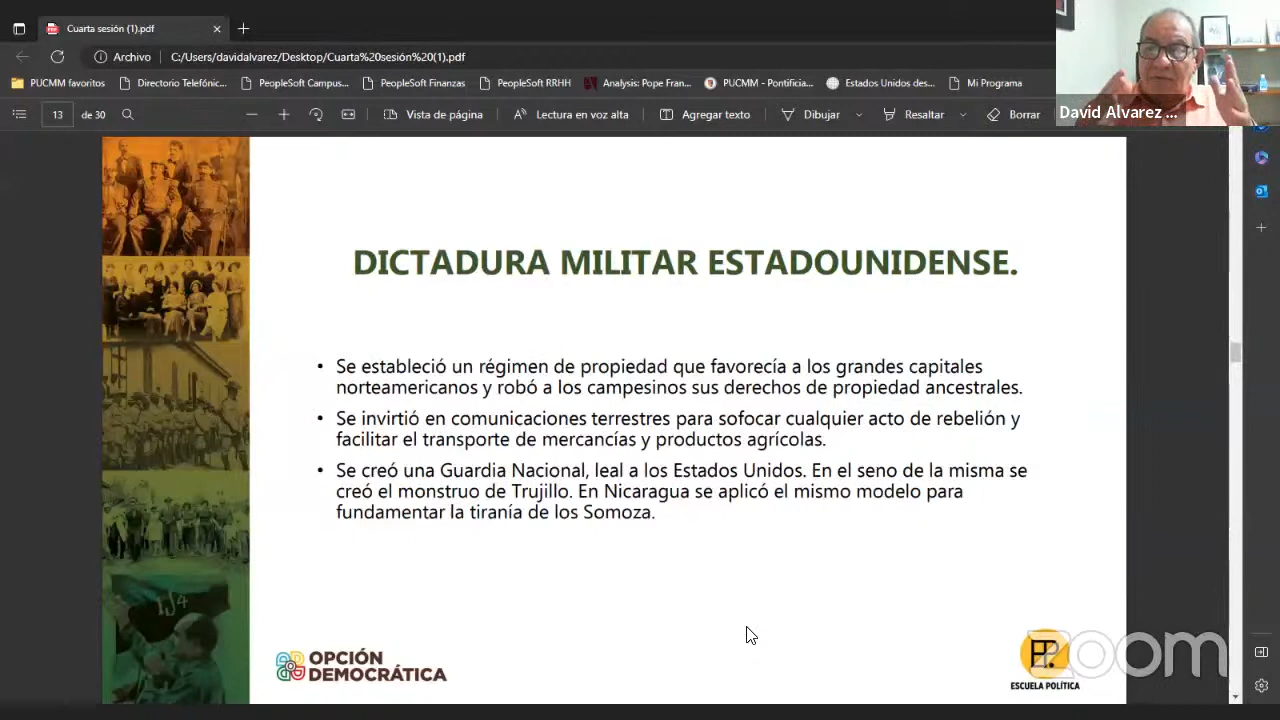 Cuarta sesión (1).pdf
Archivo
C:/Users/davidalvarez/Desktop/Cuarta%20sesión%20(1).pdf
PUCMM favoritos
Directorio Telefónic...
PeopleSoft Campus...
PeopleSoft Finanzas
PeopleSoft RRHH
Analysis: Pope Fran...
PUCMM - Pontificia...
Estados Unidos des...
Mi Programa
13 de 30
Vista de página
Lectura en voz alta
Agregar texto
Dibujar
Resaltar
Borrar
David Alvarez ...
DICTADURA MILITAR ESTADOUNIDENSE.
• Se estableció un régimen de propiedad que favorecía a los grandes capitales
norteamericanos y robó a los campesinos sus derechos de propiedad ancestrales.
• Se invirtió en comunicaciones terrestres para sofocar cualquier acto de rebelión y
facilitar el transporte de mercancías y productos agrícolas.
• Se creó una Guardia Nacional, leal a los Estados Unidos. En el seno de la misma se
creó el monstruo de Trujillo. En Nicaragua se aplicó el mismo modelo para
fundamentar la tiranía de los Somoza.
1J4
OPCIÓN
DEMOCRÁTICA
EP.
ESCUELA POLÍTICA
zoom